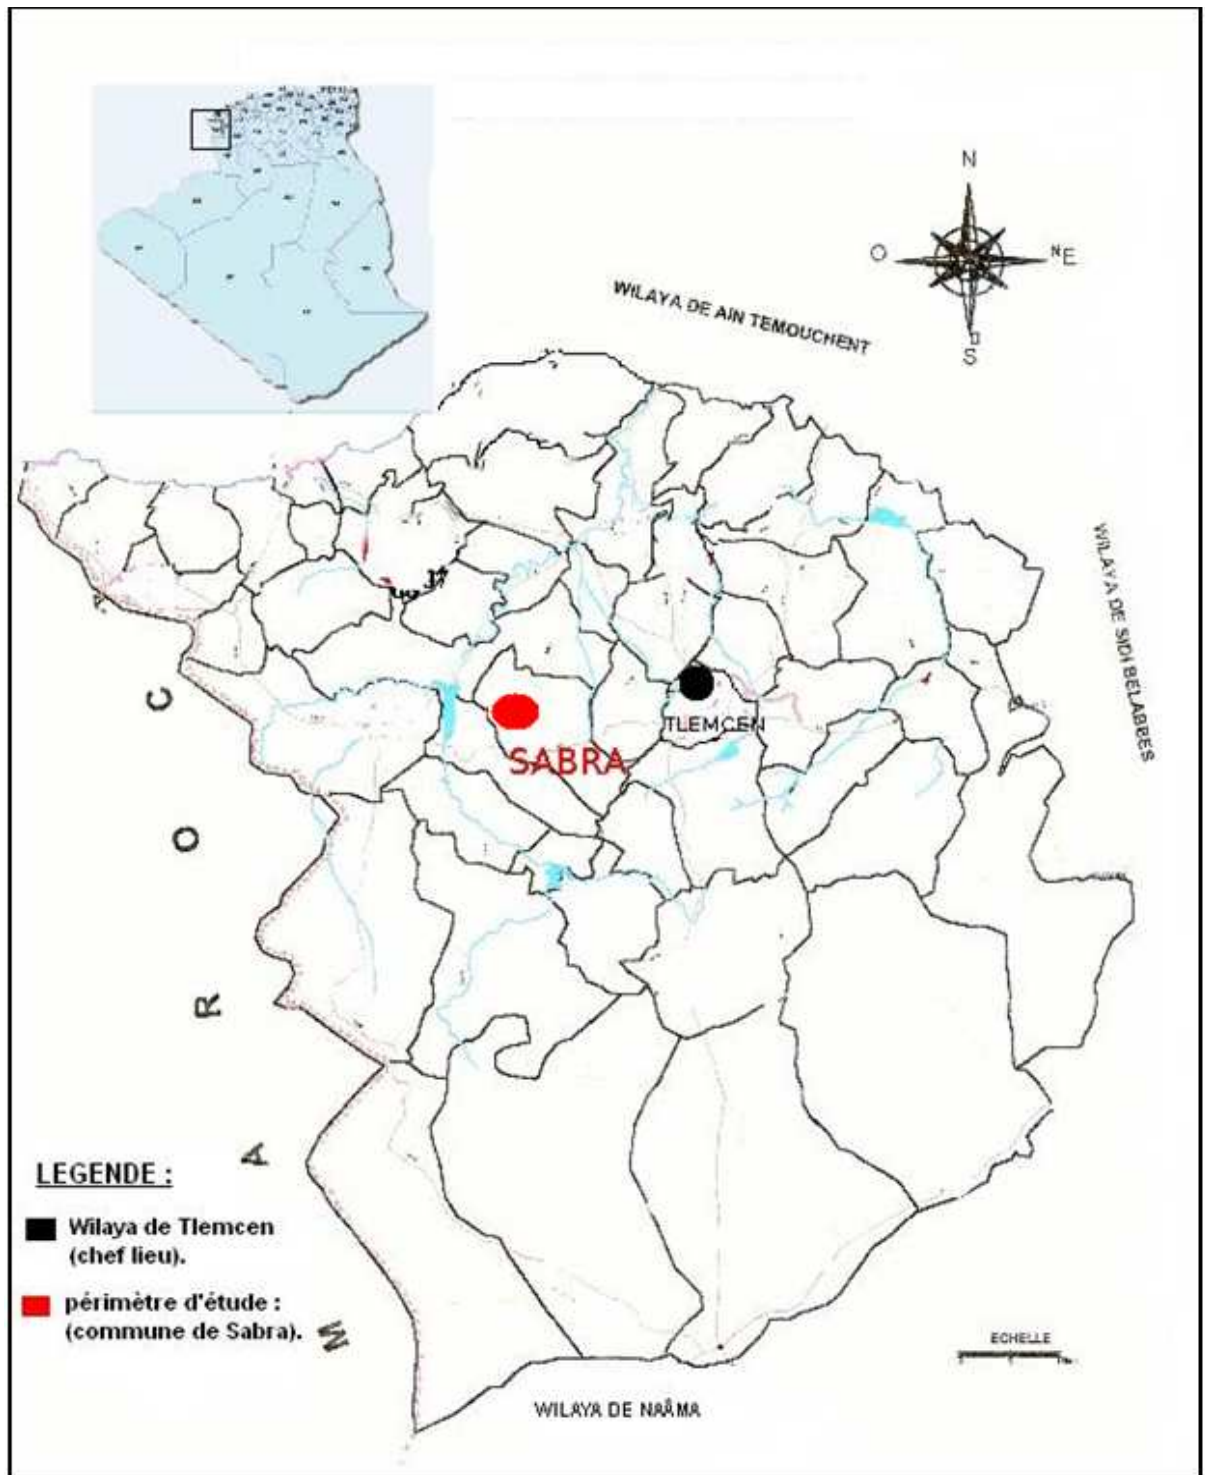 N
O
NE
S
WILAYA DE AIN TEMOUCHENT
WILAYA DE SIDI BELABBES
TLEMCEN
SABRA
M A R O C
LEGENDE :
Wilaya de Tlemcen
(chef lieu).
périmètre d'étude :
(commune de Sabra).
ECHELLE
WILAYA DE NAÂMA